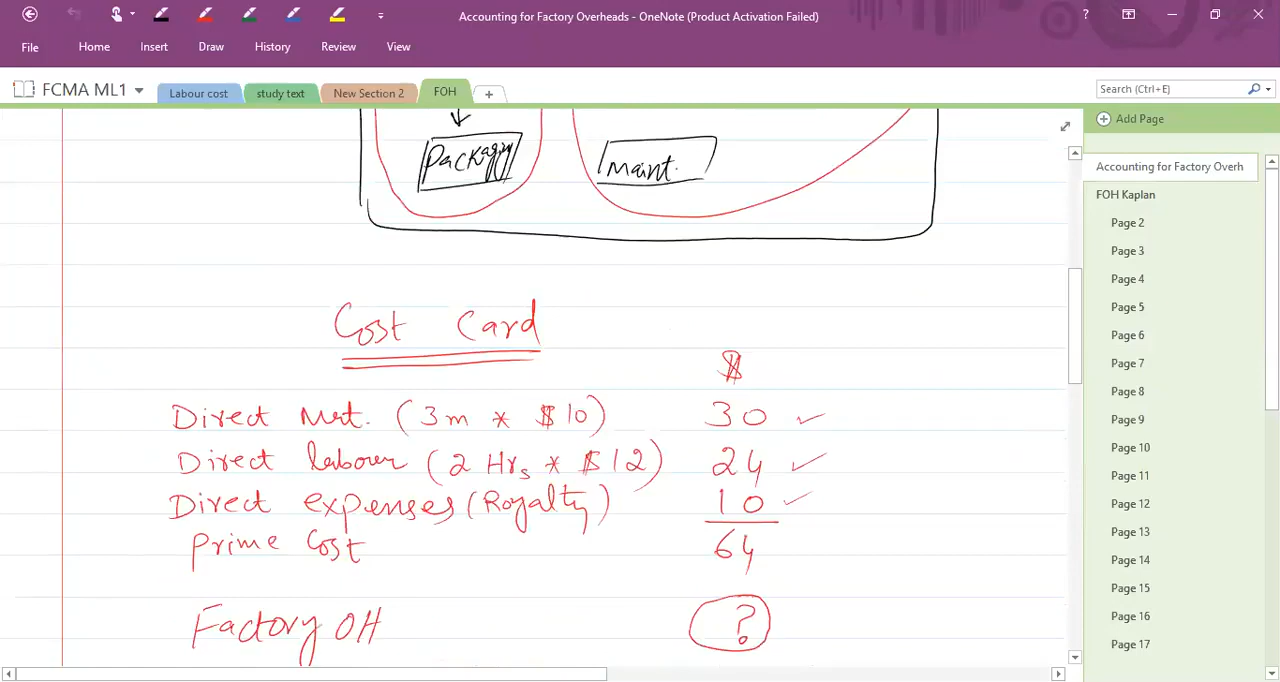 Accounting for Factory Overheads - OneNote (Product Activation Failed)
?
File Home Insert Draw History Review View
FCMA ML1
Labour cost study text New Section 2 FOH
Search (Ctrl+E)
Add Page
Packaging
Maint.
Cost Card
$
Direct Mat. (3m * $10) 30 ✓
Direct labour (2 Hrs * $12) 24 ✓
Direct expenses (Royalty) 10 ✓
Prime Cost 64
Factory OH ?
Accounting for Factory Overh
FOH Kaplan
Page 2
Page 3
Page 4
Page 5
Page 6
Page 7
Page 8
Page 9
Page 10
Page 11
Page 12
Page 13
Page 14
Page 15
Page 16
Page 17